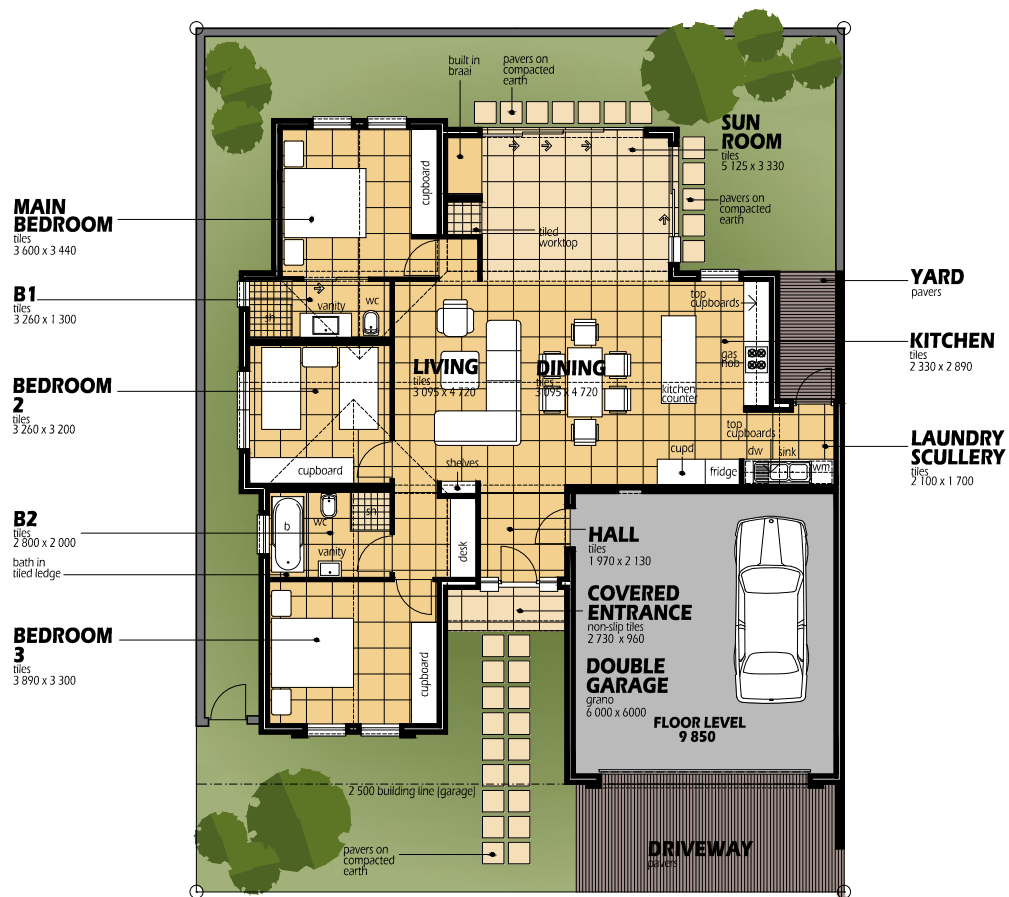 built in
braai
pavers on
compacted
earth
SUN
ROOM
tiles
5 125 x 3 330
cupboard
pavers on
compacted
earth
MAIN
BEDROOM
tiles
3 600 x 3 440
tiled
worktop
YARD
pavers
B1
tiles
3 260 x 1 300
sh
vanity
wc
top
cupboards
KITCHEN
tiles
2 330 x 2 890
gas
hob
LIVING
tiles
3 095 x 4 720
DINING
tiles
3 095 x 4 720
kitchen
counter
BEDROOM
2
tiles
3 260 x 3 200
top
cupboards
LAUNDRY
SCULLERY
tiles
2 100 x 1 700
cupboard
shelves
cupd
fridge
dw
sink
wm
B2
tiles
2 800 x 2 000
b
wc
sh
vanity
desk
HALL
tiles
1 970 x 2 130
bath in
tiled ledge
COVERED
ENTRANCE
non-slip tiles
2 730 x 960
BEDROOM
3
tiles
3 890 x 3 300
cupboard
DOUBLE
GARAGE
grano
6 000 x 6000
FLOOR LEVEL
9 850
2 500 building line (garage)
pavers on
compacted
earth
DRIVEWAY
pavers